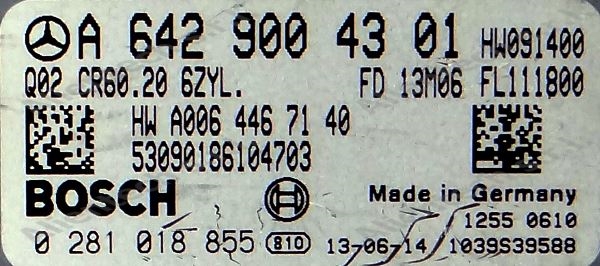 A 642 900 43 01 HW091400
Q02 CR60.20 6ZYL. FD 13M06 FL111800
HW A006 446 71 40
53090186104703
BOSCH Made in Germany
1255 0610
0 281 018 855 810 13-06-14 1039S39588